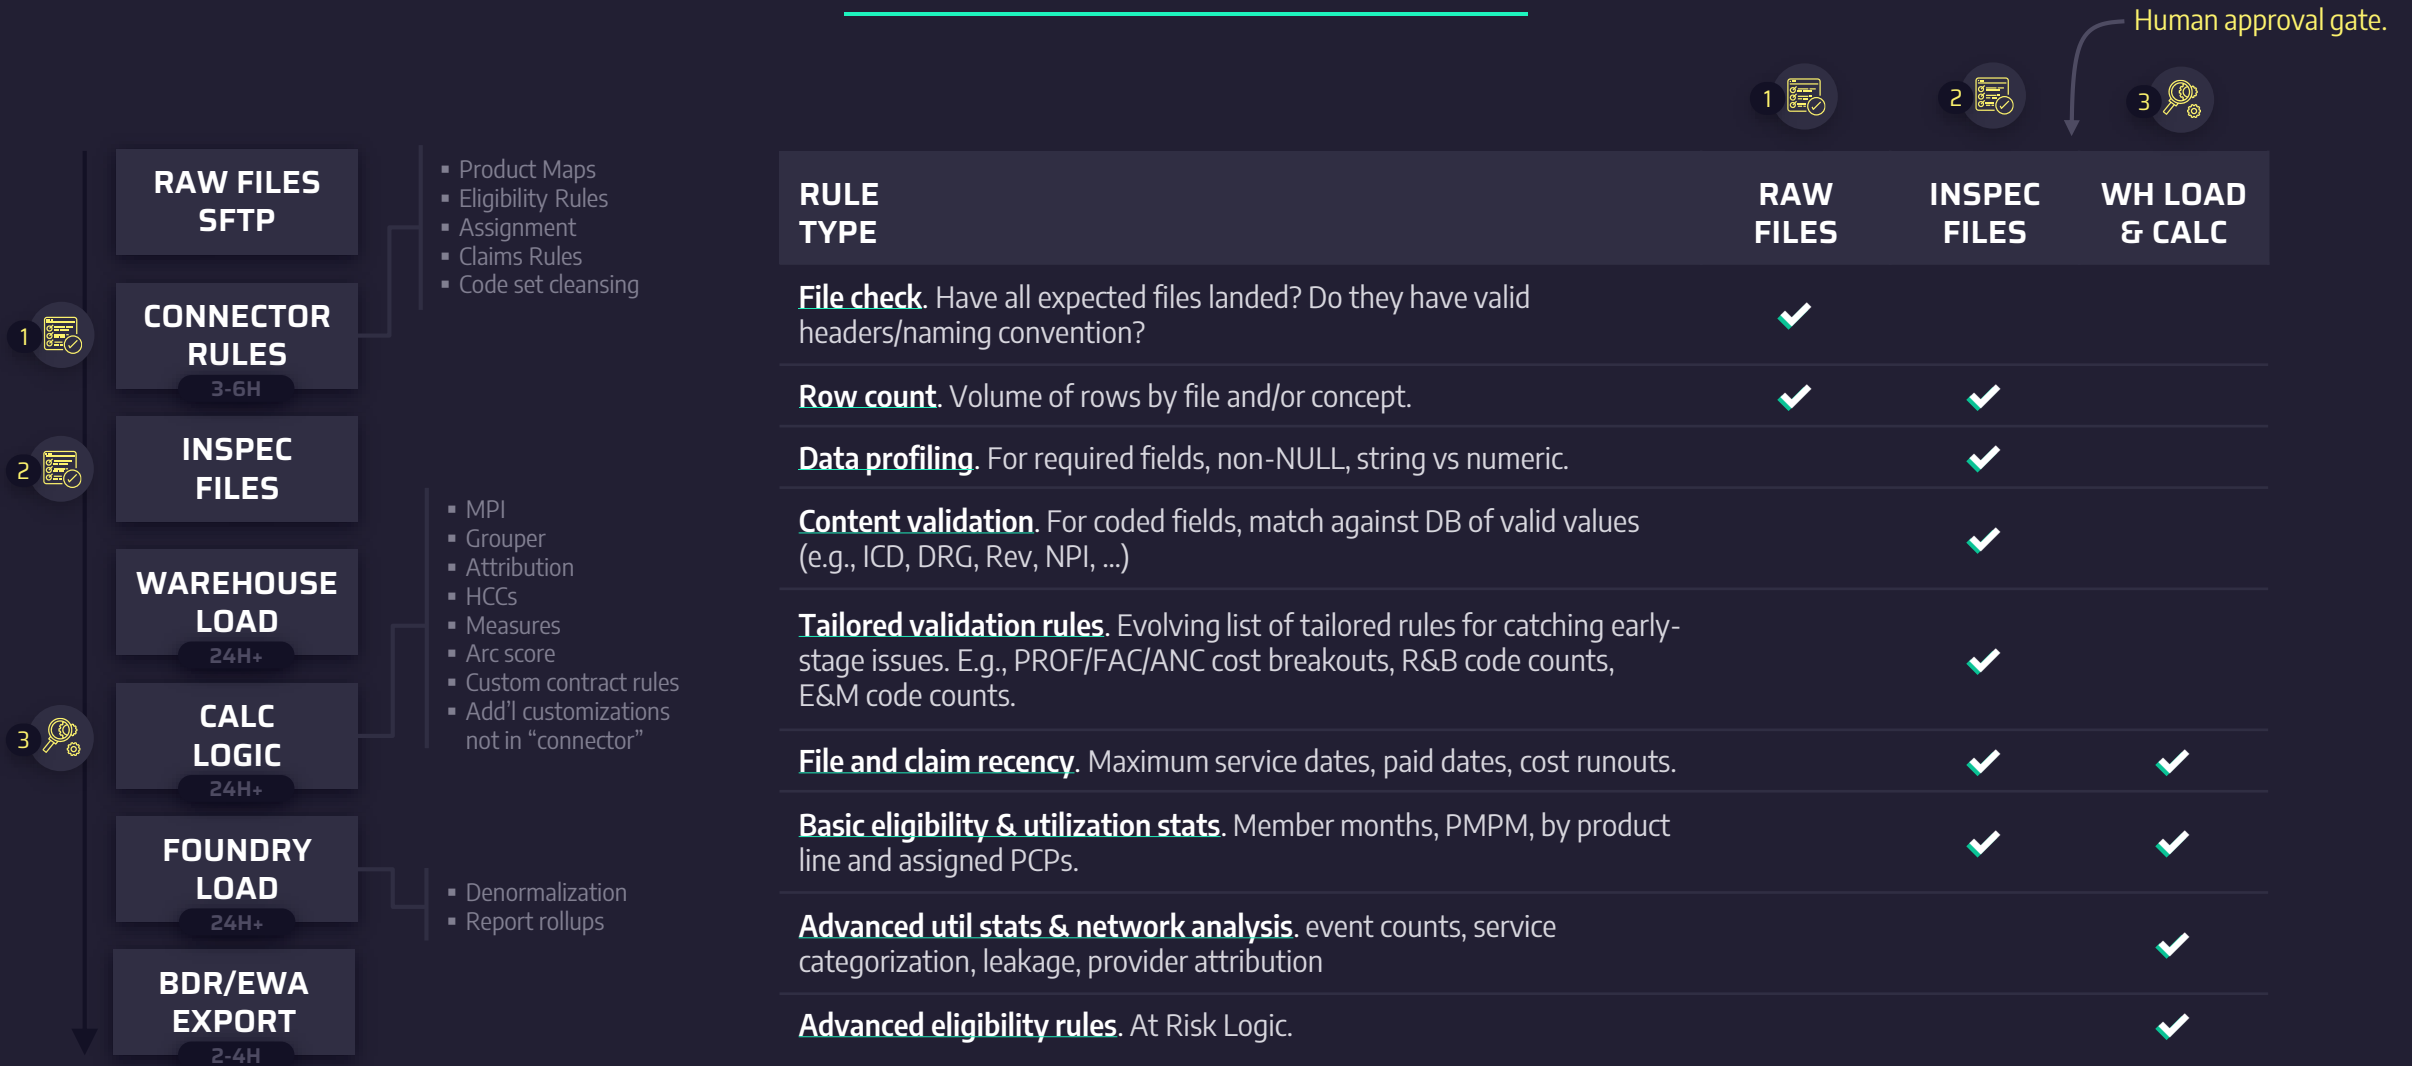 Human approval gate.
1
2
3
RAW FILES
SFTP
CONNECTOR
RULES
3-6H
INSPEC
FILES
WAREHOUSE
LOAD
24H+
CALC
LOGIC
24H+
FOUNDRY
LOAD
24H+
BDR/EWA
EXPORT
2-4H
1
2
3
▪ Product Maps
▪ Eligibility Rules
▪ Assignment
▪ Claims Rules
▪ Code set cleansing
▪ MPI
▪ Grouper
▪ Attribution
▪ HCCs
▪ Measures
▪ Arc score
▪ Custom contract rules
▪ Add’l customizations
not in “connector”
▪ Denormalization
▪ Report rollups
RULE
TYPE
RAW
FILES
INSPEC
FILES
WH LOAD
& CALC
File check. Have all expected files landed? Do they have valid
headers/naming convention?
Row count. Volume of rows by file and/or concept.
Data profiling. For required fields, non-NULL, string vs numeric.
Content validation. For coded fields, match against DB of valid values
(e.g., ICD, DRG, Rev, NPI, …)
Tailored validation rules. Evolving list of tailored rules for catching early-
stage issues. E.g., PROF/FAC/ANC cost breakouts, R&B code counts,
E&M code counts.
File and claim recency. Maximum service dates, paid dates, cost runouts.
Basic eligibility & utilization stats. Member months, PMPM, by product
line and assigned PCPs.
Advanced util stats & network analysis. event counts, service
categorization, leakage, provider attribution
Advanced eligibility rules. At Risk Logic.